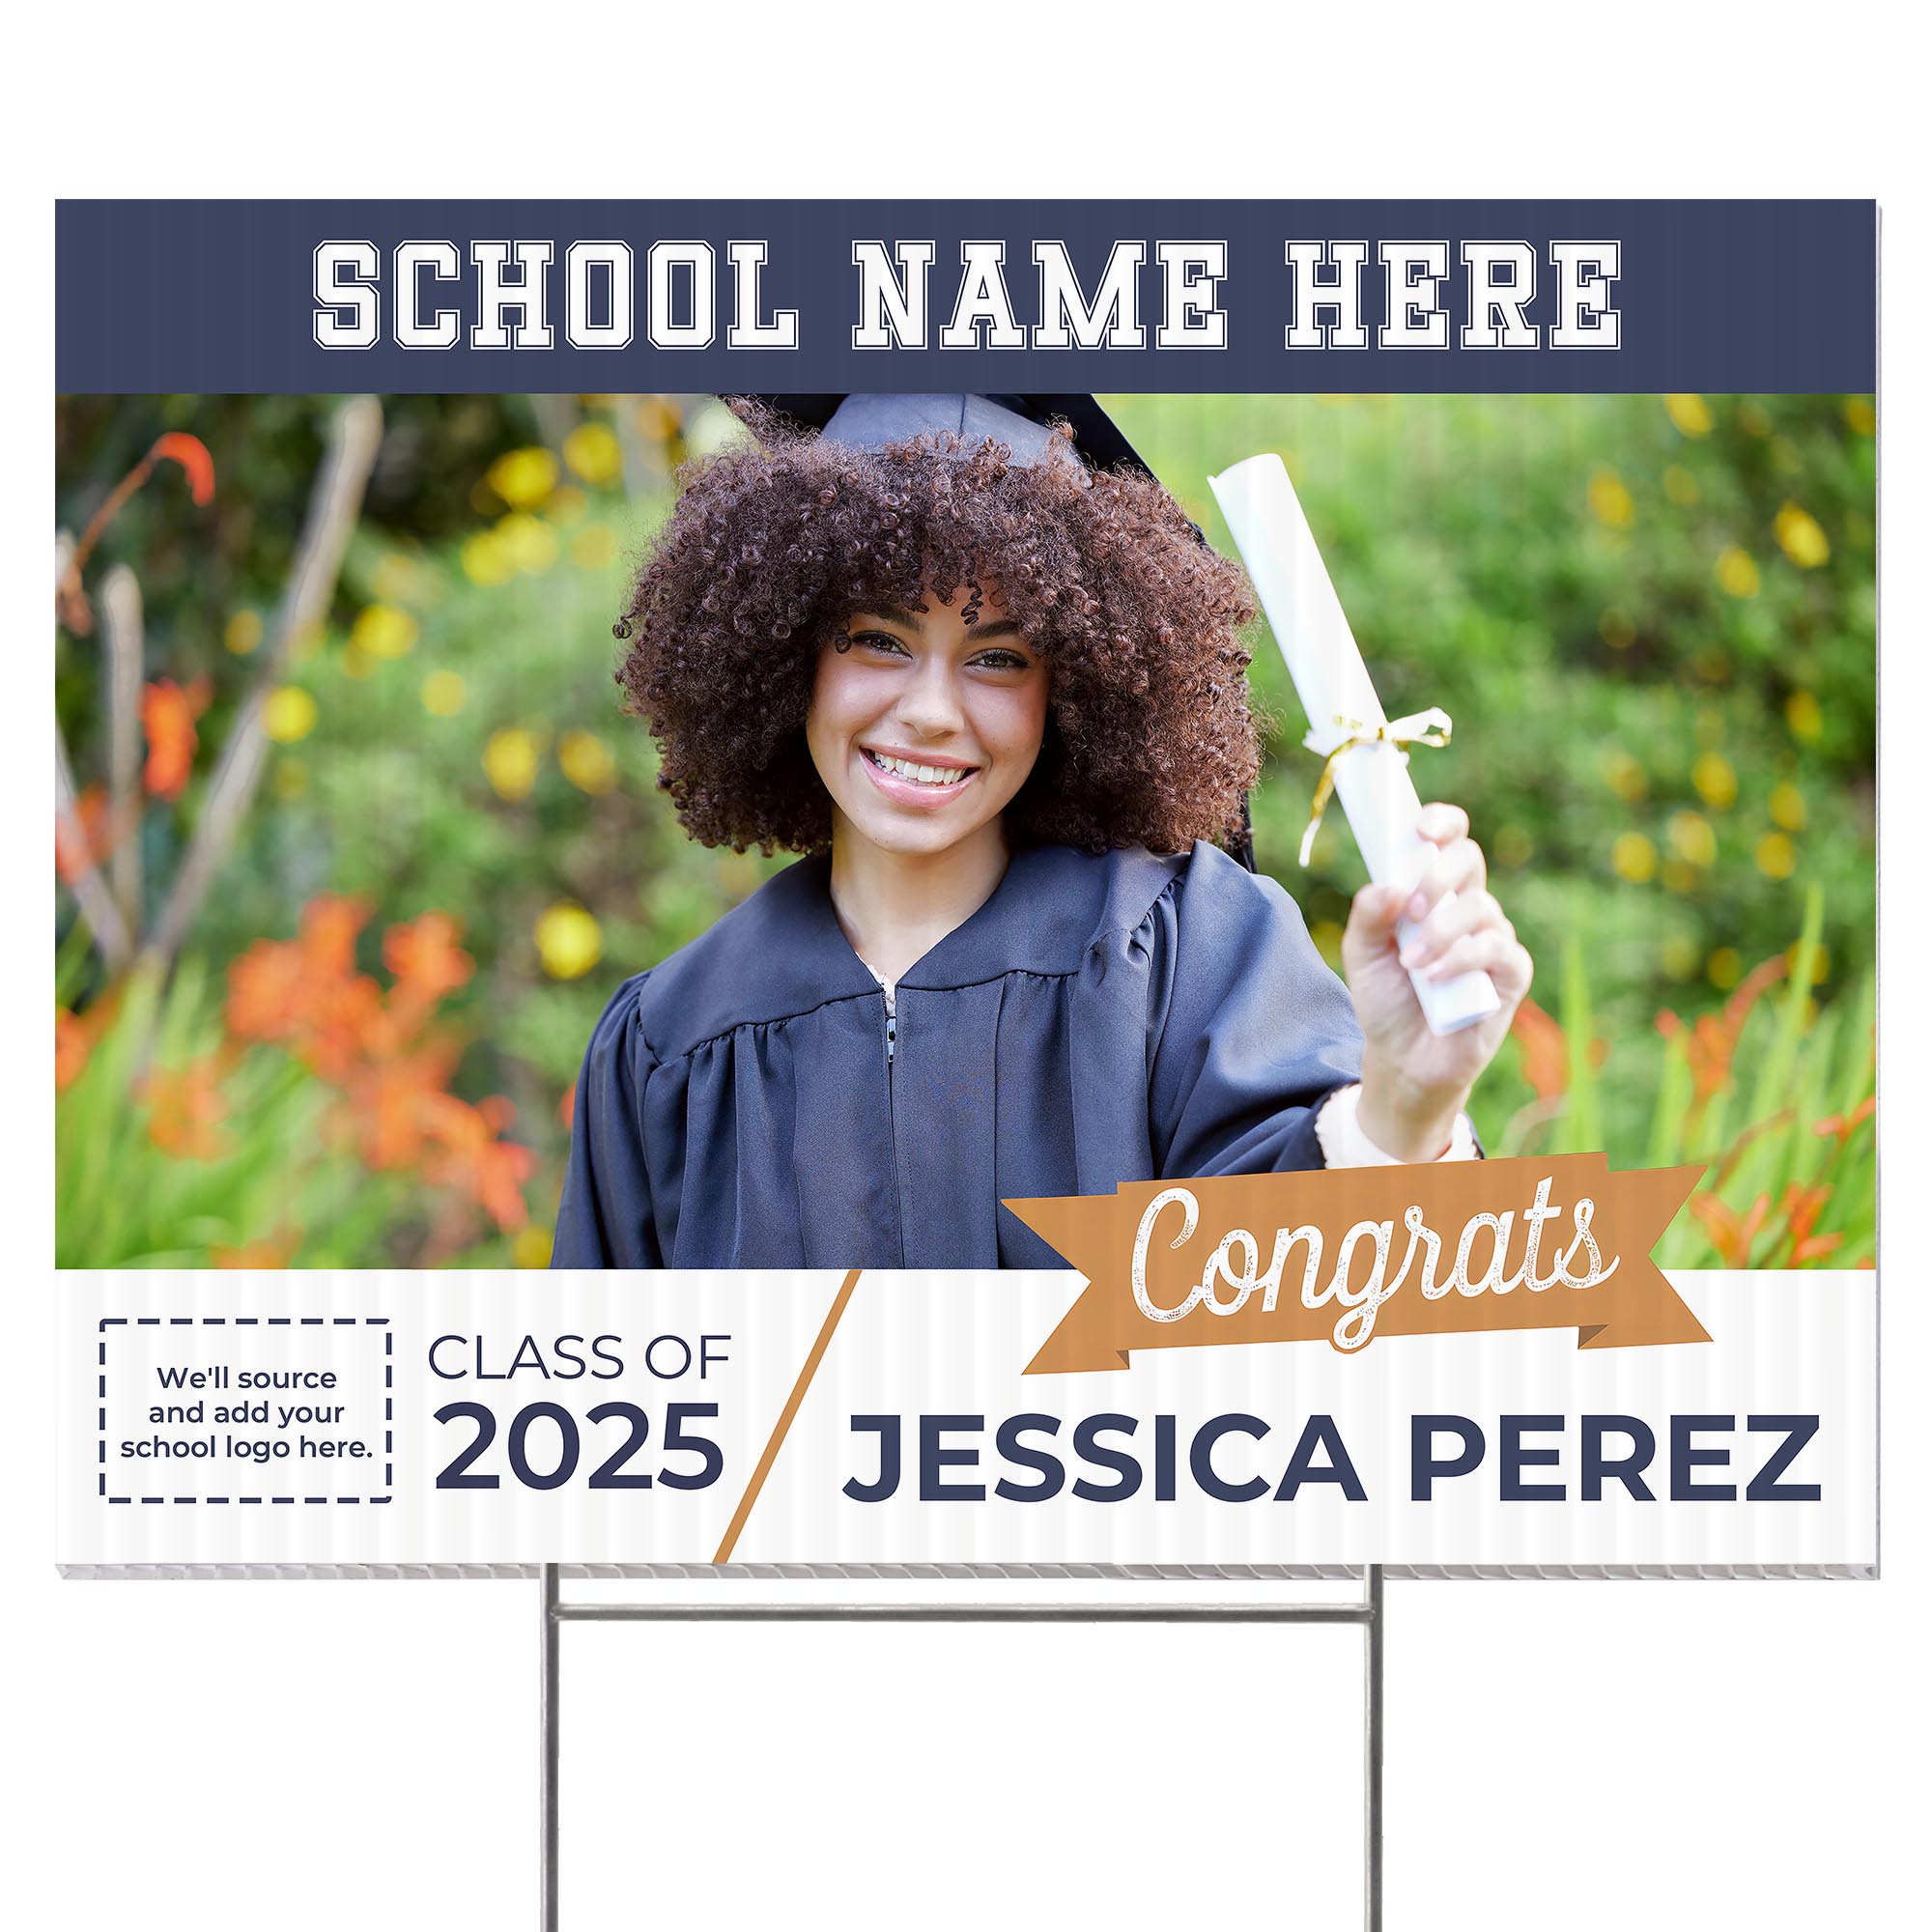 SCHOOL NAME HERE
Congrats
We'll source
and add your
school logo here.
CLASS OF
2025
JESSICA PEREZ